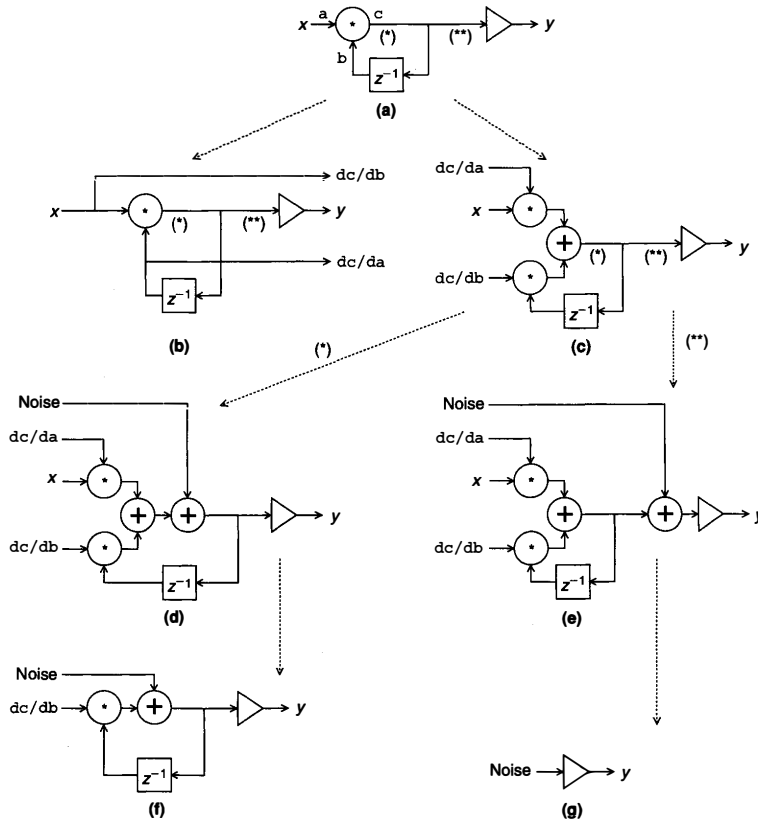 x a * c (*) (**) y
b z⁻¹
(a)
dc/db
x * (*) (**) y
dc/da
z⁻¹
(b)
dc/da
x *
+ (*) (**) y
dc/db *
z⁻¹
(c)
(*)
(**)
Noise
dc/da
x *
+ + y
dc/db *
z⁻¹
(d)
Noise
dc/da
x *
+ + y
dc/db *
z⁻¹
(e)
Noise
dc/db * + y
z⁻¹
(f)
Noise y
(g)